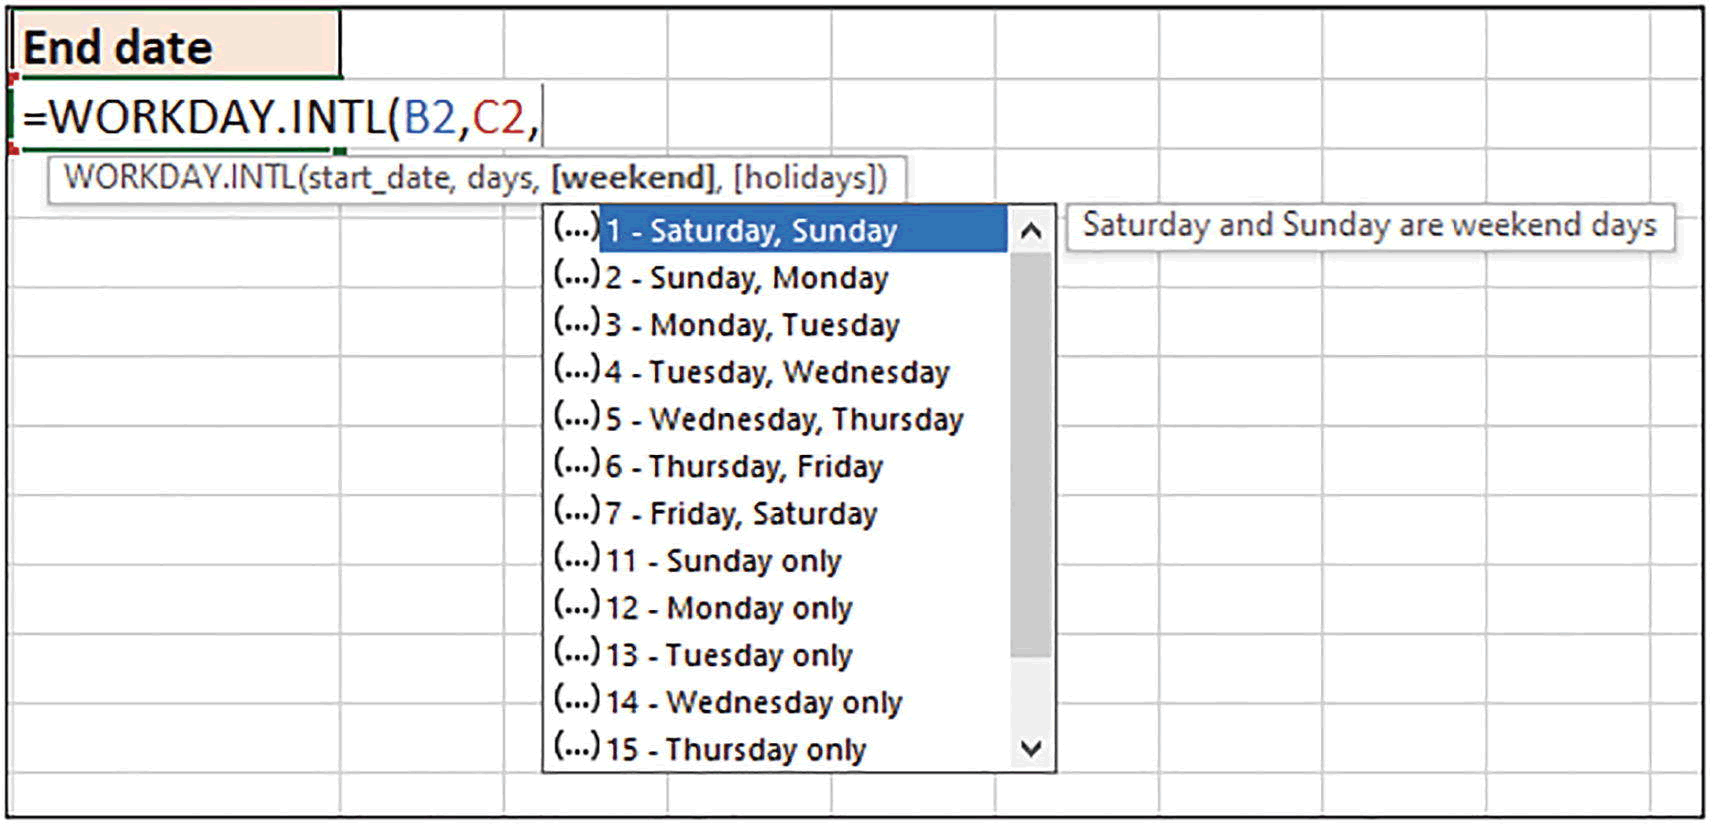 End date
=WORKDAY.INTL(B2,C2,
WORKDAY.INTL(start_date, days, [weekend], [holidays])
(...) 1 - Saturday, Sunday
Saturday and Sunday are weekend days
(...) 2 - Sunday, Monday
(...) 3 - Monday, Tuesday
(...) 4 - Tuesday, Wednesday
(...) 5 - Wednesday, Thursday
(...) 6 - Thursday, Friday
(...) 7 - Friday, Saturday
(...) 11 - Sunday only
(...) 12 - Monday only
(...) 13 - Tuesday only
(...) 14 - Wednesday only
(...) 15 - Thursday only